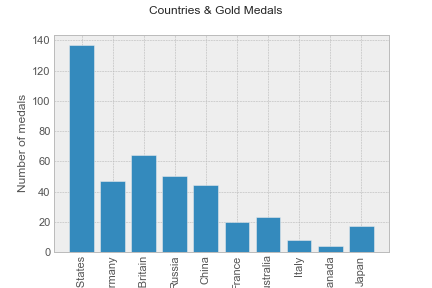 Countries & Gold Medals
Number of medals
140
120
100
80
60
40
20
0
States
rmany
Britain
Russia
China
France
ustralia
Italy
anada
Japan